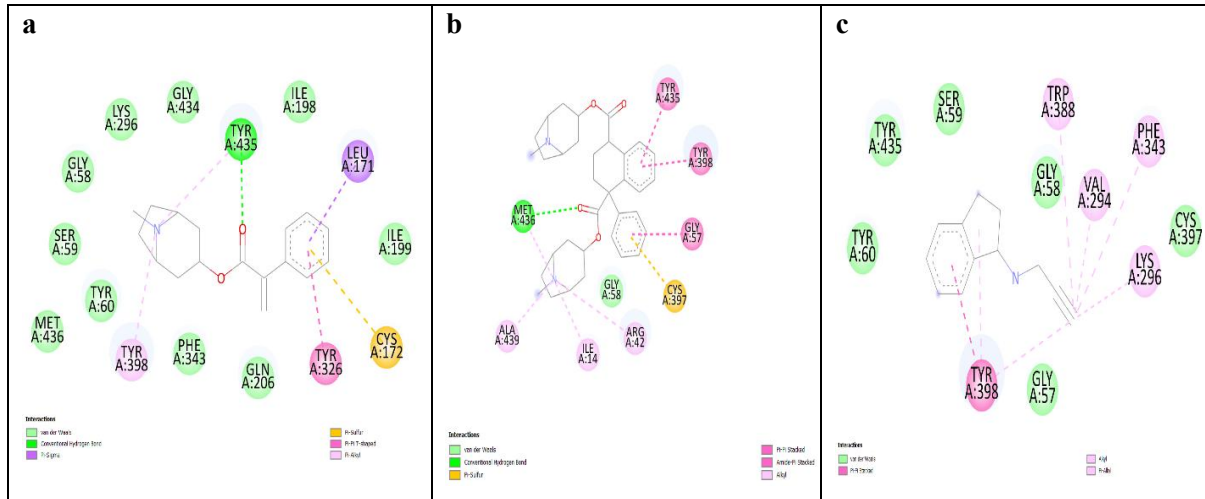 a
LYS
A:296
GLY
A:434
ILE
A:198
TYR
A:435
LEU
A:171
GLY
A:58
SER
A:59
ILE
A:199
TYR
A:60
MET
A:436
TYR
A:398
PHE
A:343
GLN
A:206
TYR
A:326
CYS
A:172
N
O
O
Interactions
van der Waals
Conventional Hydrogen Bond
Pi-Sigma
Pi-Sulfur
Pi-Pi T-shaped
Pi-Alkyl
b
TYR
A:435
TYR
A:398
MET
A:436
GLY
A:57
GLY
A:58
CYS
A:397
ALA
A:439
ILE
A:14
ARG
A:42
N
O
O
O
O
N
Interactions
van der Waals
Conventional Hydrogen Bond
Pi-Sulfur
Pi-Pi Stacked
Amide-Pi Stacked
Alkyl
c
SER
A:59
TRP
A:388
TYR
A:435
PHE
A:343
GLY
A:58
VAL
A:294
TYR
A:60
CYS
A:397
LYS
A:296
N
TYR
A:398
GLY
A:57
Interactions
van der Waals
Pi-Pi Stacked
Alkyl
Pi-Alkyl